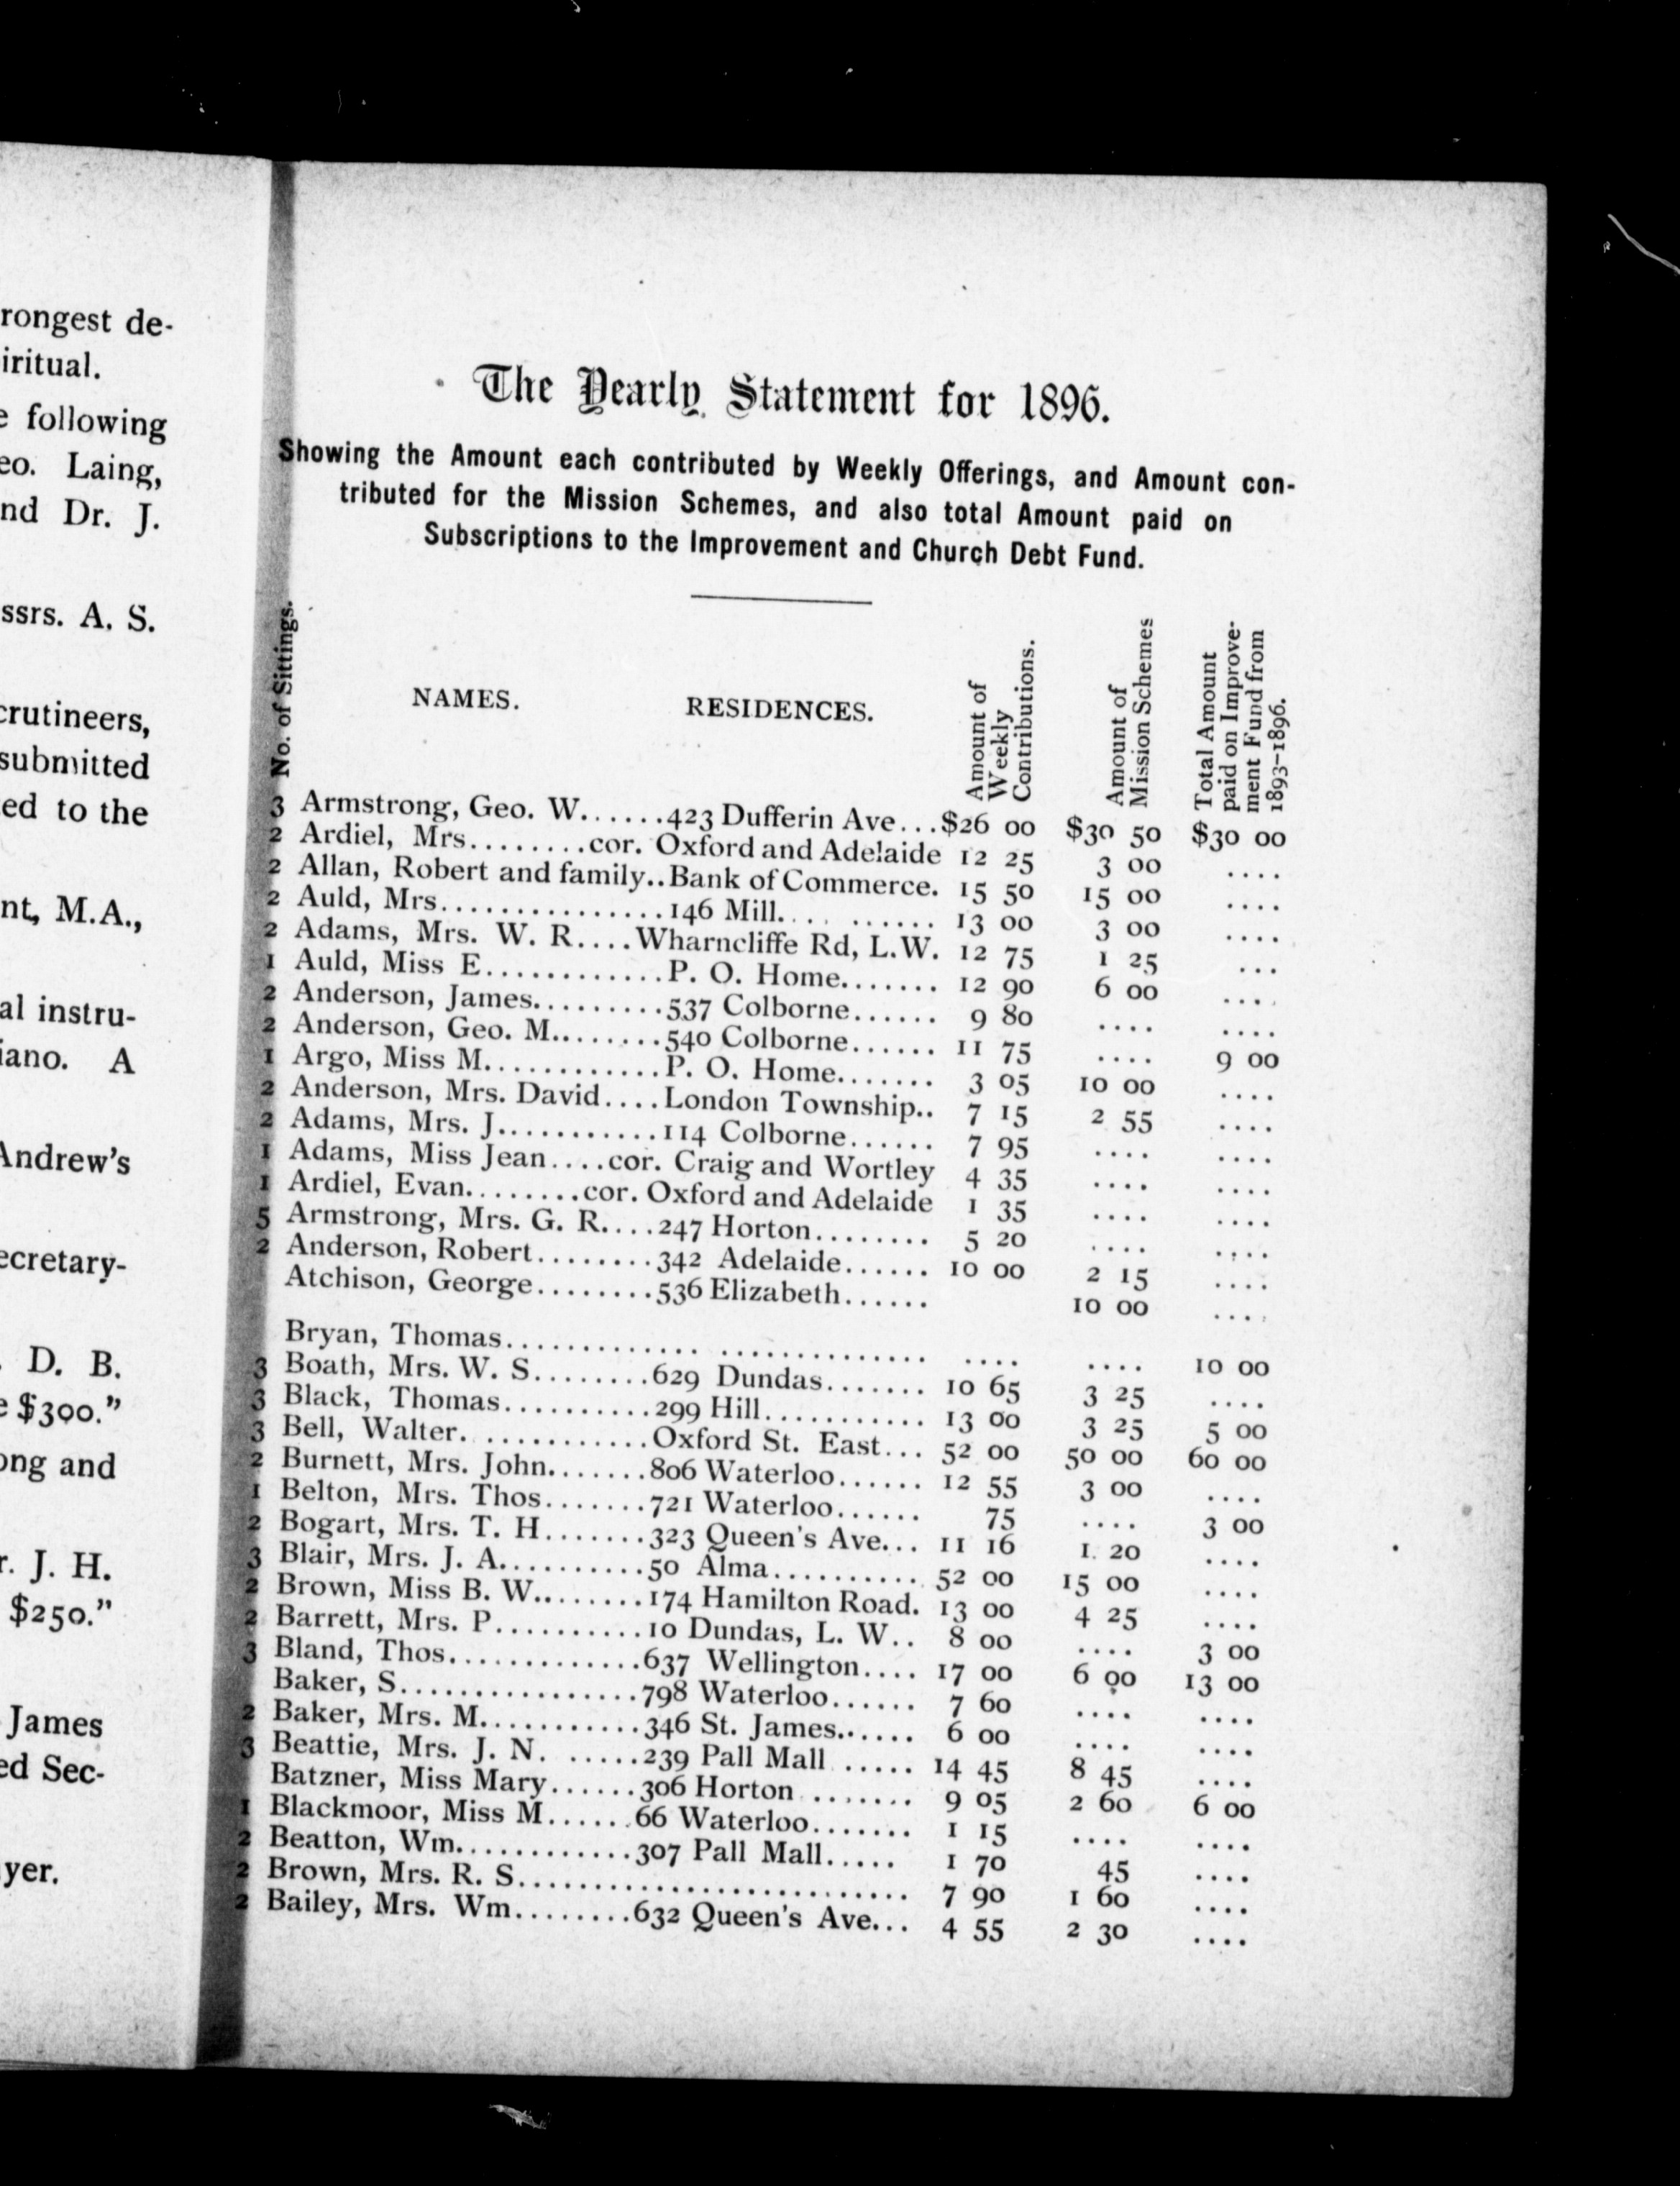 rongest de-
iritual.
following
eo. Laing,
nd Dr. J.
ssrs. A. S.
crutineers,
submitted
ed to the
nt, M.A.,
al instru-
iano. A
Andrew's
ecretary-
D. B.
$300."
ong and
r. J. H.
$250."
James
ed Sec-
yer.
The Yearly Statement for 1896.
Showing the Amount each contributed by Weekly Offerings, and Amount con-
tributed for the Mission Schemes, and also total Amount paid on
Subscriptions to the Improvement and Church Debt Fund.
No. of Sittings.
NAMES.
RESIDENCES.
Amount of
Weekly
Contributions.
Amount of
Mission Schemes
Total Amount
paid on Improve-
ment Fund from
1893-1896.
3 Armstrong, Geo. W.......423 Dufferin Ave...$26 00 $30 50 $30 00
2 Ardiel, Mrs........cor. Oxford and Adelaide 12 25 3 00 ....
2 Allan, Robert and family..Bank of Commerce. 15 50 15 00 ....
2 Auld, Mrs...............146 Mill.... ...... 13 00 3 00 ....
2 Adams, Mrs. W. R....Wharncliffe Rd, L.W. 12 75 1 25 ...
1 Auld, Miss E............P. O. Home....... 12 90 6 00 ....
2 Anderson, James.........537 Colborne...... 9 80 .... ....
2 Anderson, Geo. M........540 Colborne...... 11 75 .... 9 00
1 Argo, Miss M............P. O. Home....... 3 05 10 00 ....
2 Anderson, Mrs. David....London Township.. 7 15 2 55 ....
2 Adams, Mrs. J...........114 Colborne...... 7 95 .... ....
1 Adams, Miss Jean....cor. Craig and Wortley 4 35 .... ....
1 Ardiel, Evan........cor. Oxford and Adelaide 1 35 .... ....
5 Armstrong, Mrs. G. R....247 Horton........ 5 20 .... ....
2 Anderson, Robert........342 Adelaide...... 10 00 2 15 ....
Atchison, George........536 Elizabeth...... 10 00 ....
Bryan, Thomas............. .............. .... .... 10 00
3 Boath, Mrs. W. S........629 Dundas....... 10 65 3 25 ....
3 Black, Thomas..........299 Hill........... 13 00 3 25 5 00
3 Bell, Walter. ...........Oxford St. East... 52 00 50 00 60 00
2 Burnett, Mrs. John.......806 Waterloo...... 12 55 3 00 ....
1 Belton, Mrs. Thos.......721 Waterloo...... 75 .... 3 00
2 Bogart, Mrs. T. H.......323 Queen's Ave... 11 16 1. 20 ....
3 Blair, Mrs. J. A..........50 Alma.......... 52 00 15 00 ....
2 Brown, Miss B. W........174 Hamilton Road. 13 00 4 25 ....
2 Barrett, Mrs. P..........10 Dundas, L. W.. 8 00 .... 3 00
3 Bland, Thos.............637 Wellington.... 17 00 6 00 13 00
Baker, S................798 Waterloo...... 7 60 .... ....
2 Baker, Mrs. M...........346 St. James...... 6 00 .... ....
3 Beattie, Mrs. J. N. .....239 Pall Mall ..... 14 45 8 45 ....
Batzner, Miss Mary......306 Horton ....... 9 05 2 60 6 00
1 Blackmoor, Miss M......66 Waterloo....... 1 15 .... ....
2 Beatton, Wm............307 Pall Mall..... 1 70 45 ....
2 Brown, Mrs. R. S.......................... 7 90 1 60 ....
2 Bailey, Mrs. Wm........632 Queen's Ave... 4 55 2 30 ....